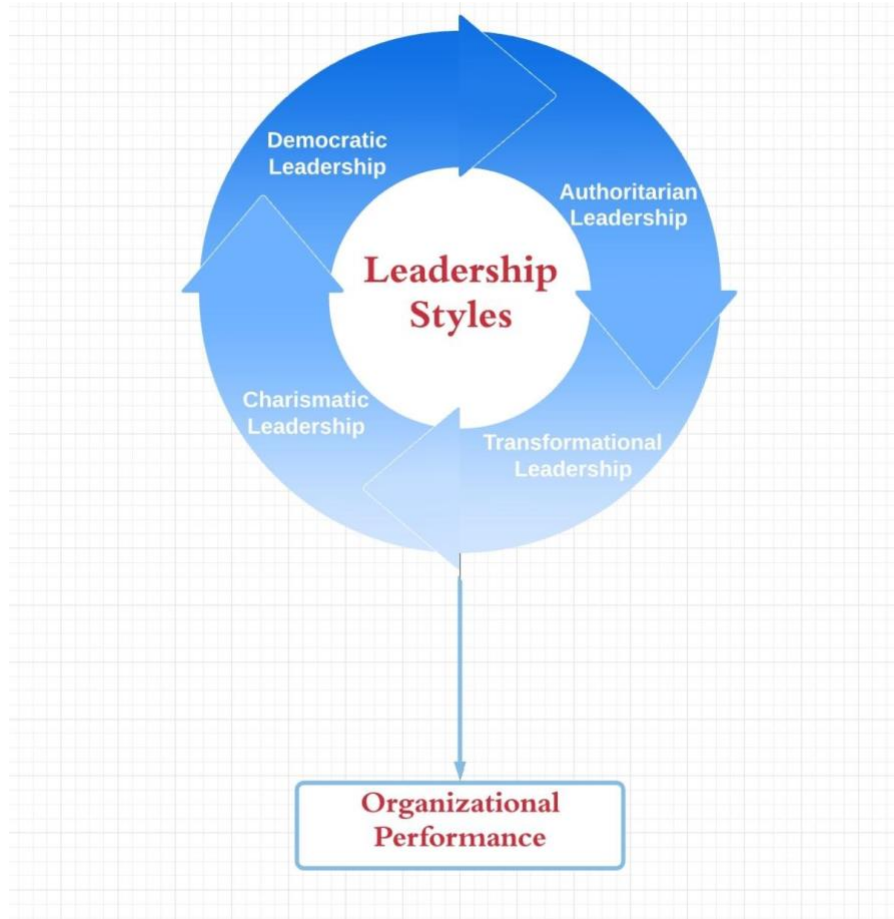 Democratic
Leadership
Authoritarian
Leadership
Leadership
Styles
Charismatic
Leadership
Transformational
Leadership
Organizational
Performance